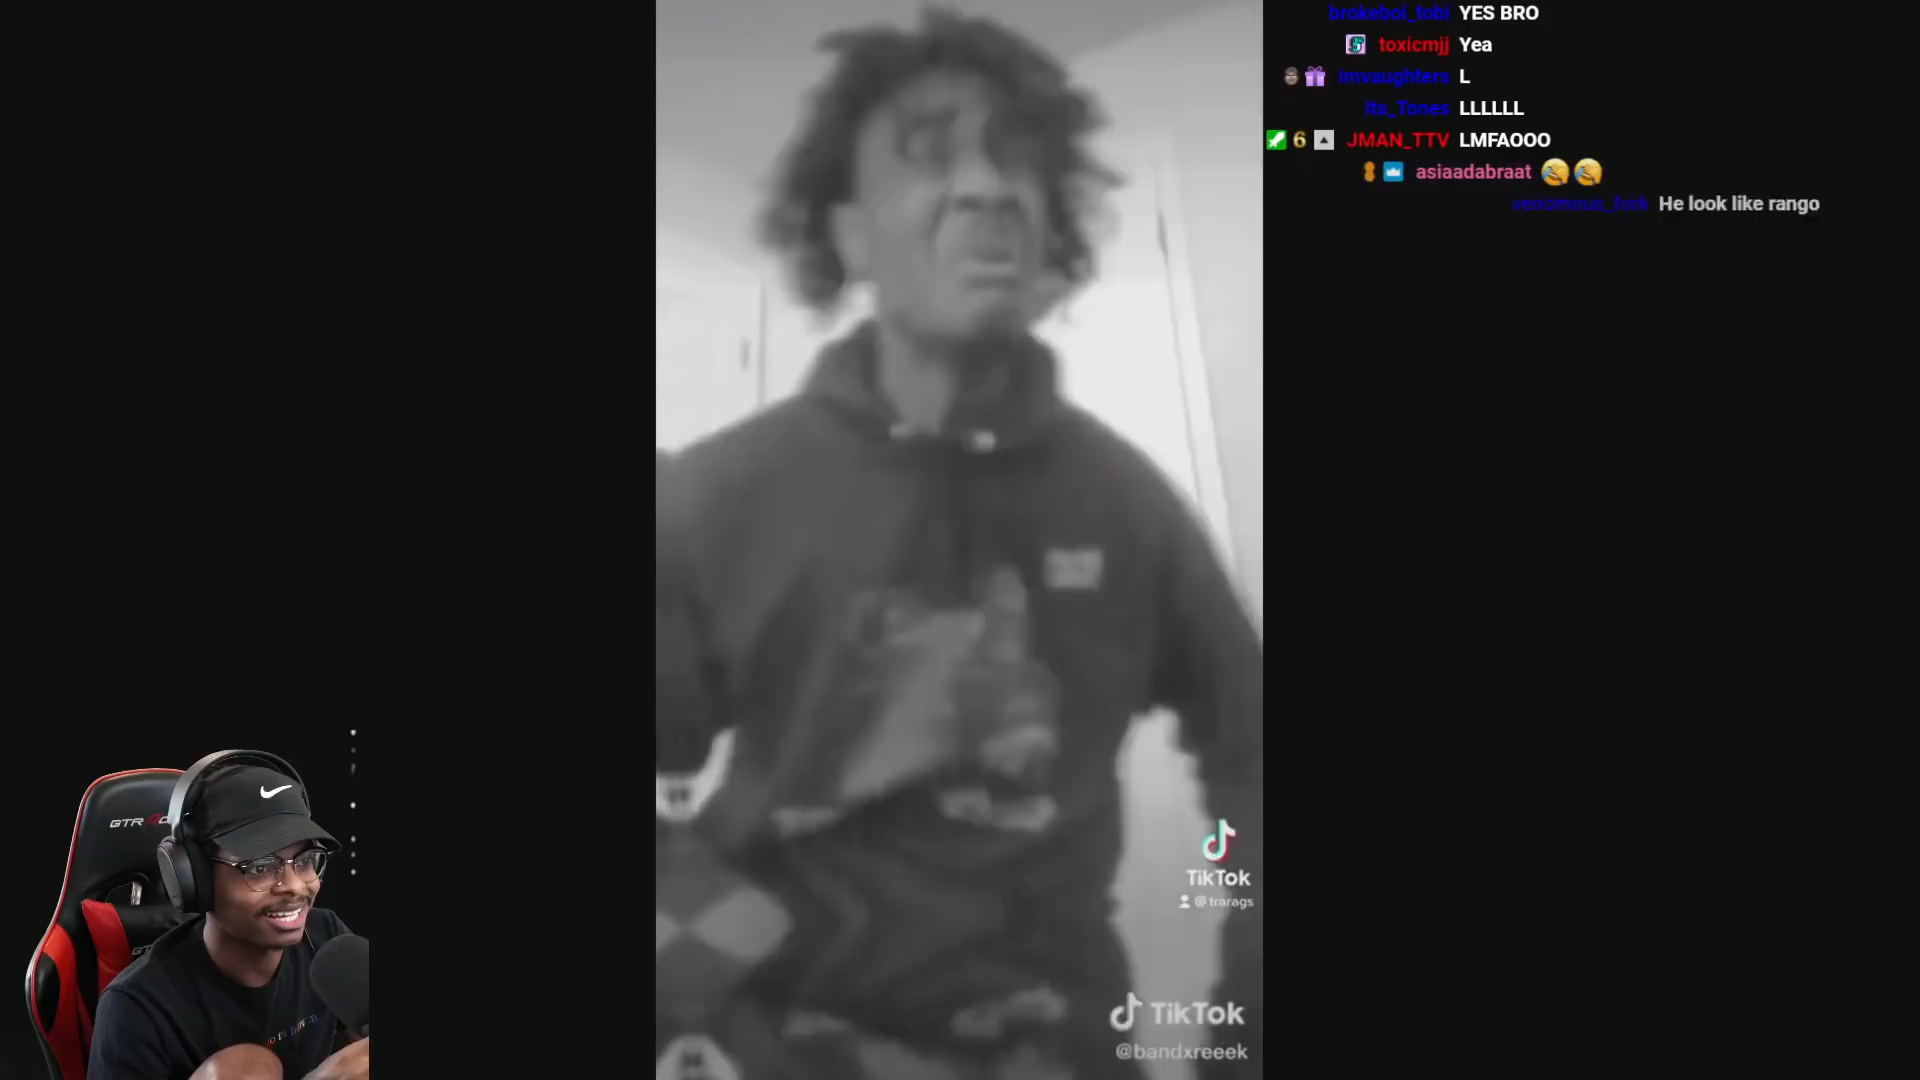 brokeboi_tobi YES BRO
toxicmjj Yea
lmvaughters L
Its_Tones LLLLLL
6 JMAN_TTV LMFAOOO
asiaadabraat
venomous_fork He look like rango
TikTok
@trarags
TikTok
@bandxreeek